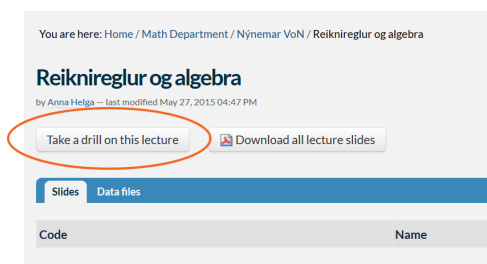 You are here: Home / Math Department / Nýnemar VoN / Reiknireglur og algebra
Reiknireglur og algebra
by Anna Helga — last modified May 27, 2015 04:47 PM
Take a drill on this lecture Download all lecture slides
Slides Data files
Code Name